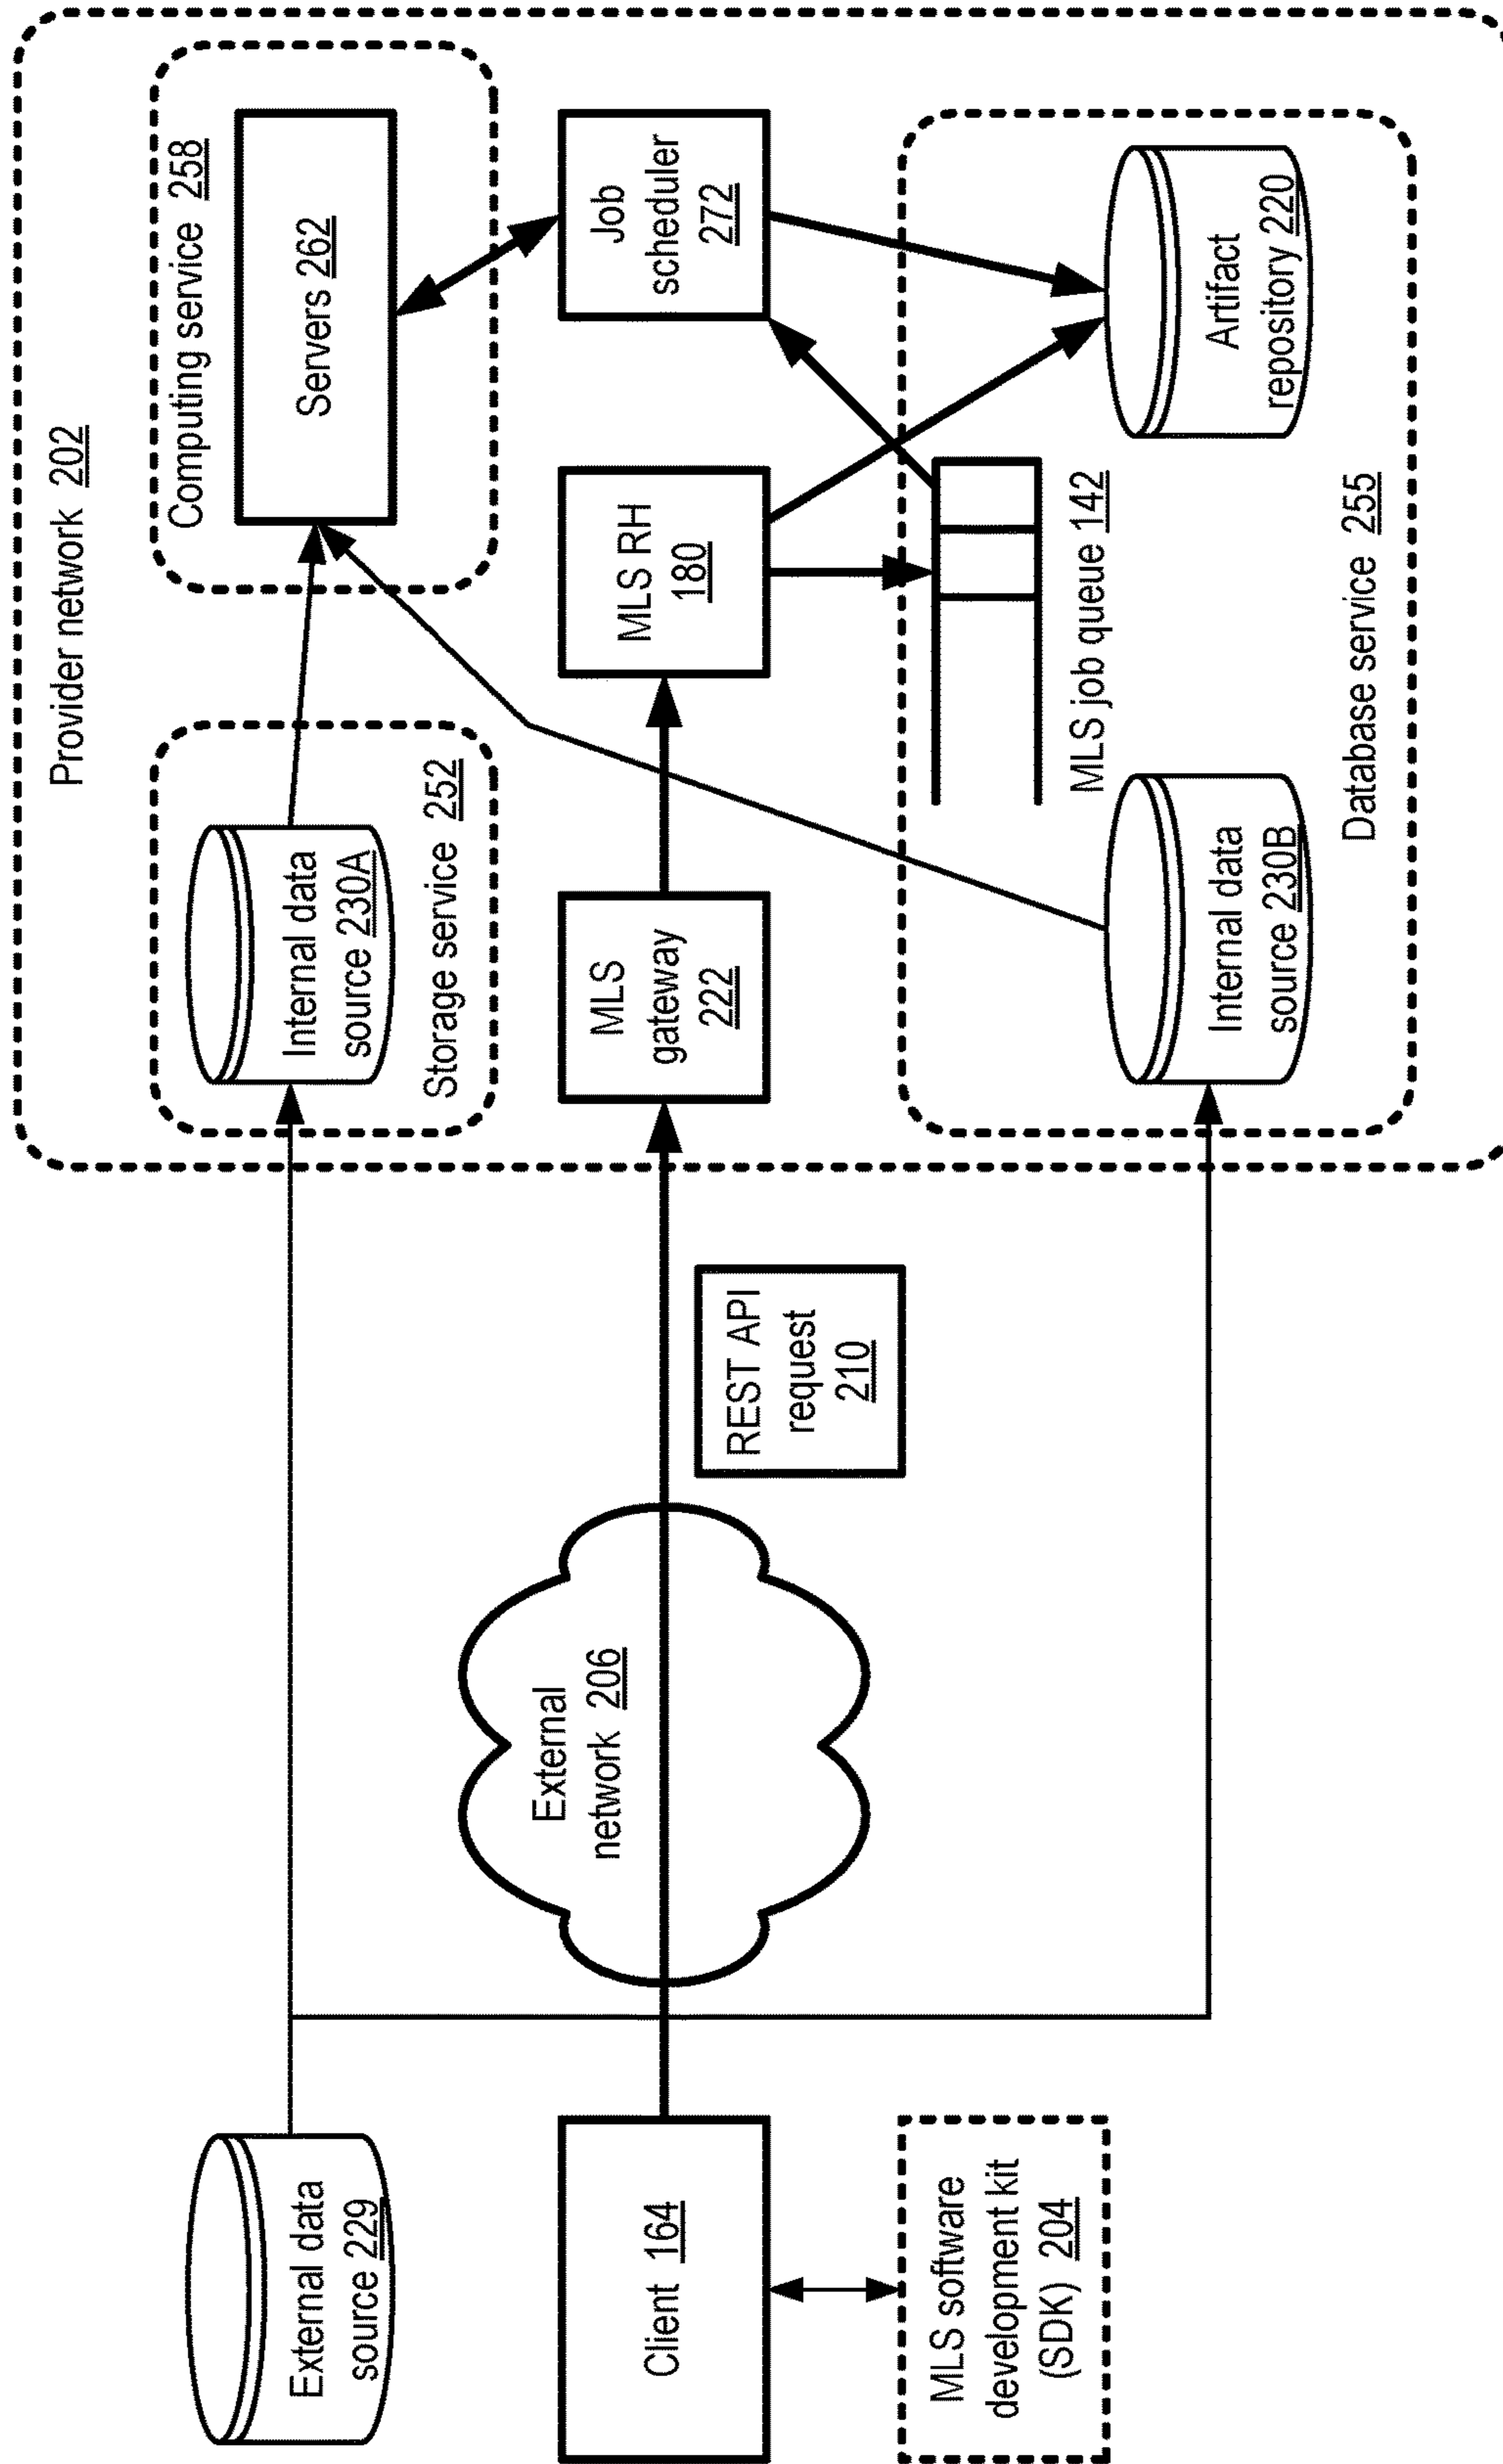 Provider network 202
External data
source 229
Internal data
source 230A
Storage service 252
Computing service 258
Servers 262
External
network 206
Client 164
MLS software
development kit
(SDK) 204
REST API
request
210
MLS
gateway
222
MLS RH
180
Job
scheduler
272
MLS job queue 142
Internal data
source 230B
Artifact
repository 220
Database service 255